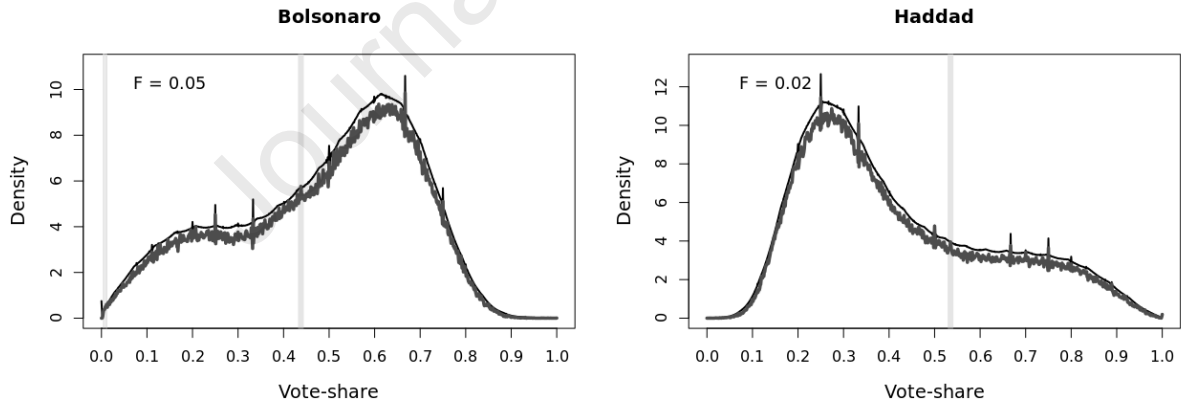 Bolsonaro
F = 0.05
Density
0 2 4 6 8 10
0.0 0.1 0.2 0.3 0.4 0.5 0.6 0.7 0.8 0.9 1.0
Vote-share
Haddad
F = 0.02
Density
0 2 4 6 8 10 12
0.0 0.1 0.2 0.3 0.4 0.5 0.6 0.7 0.8 0.9 1.0
Vote-share
Journa